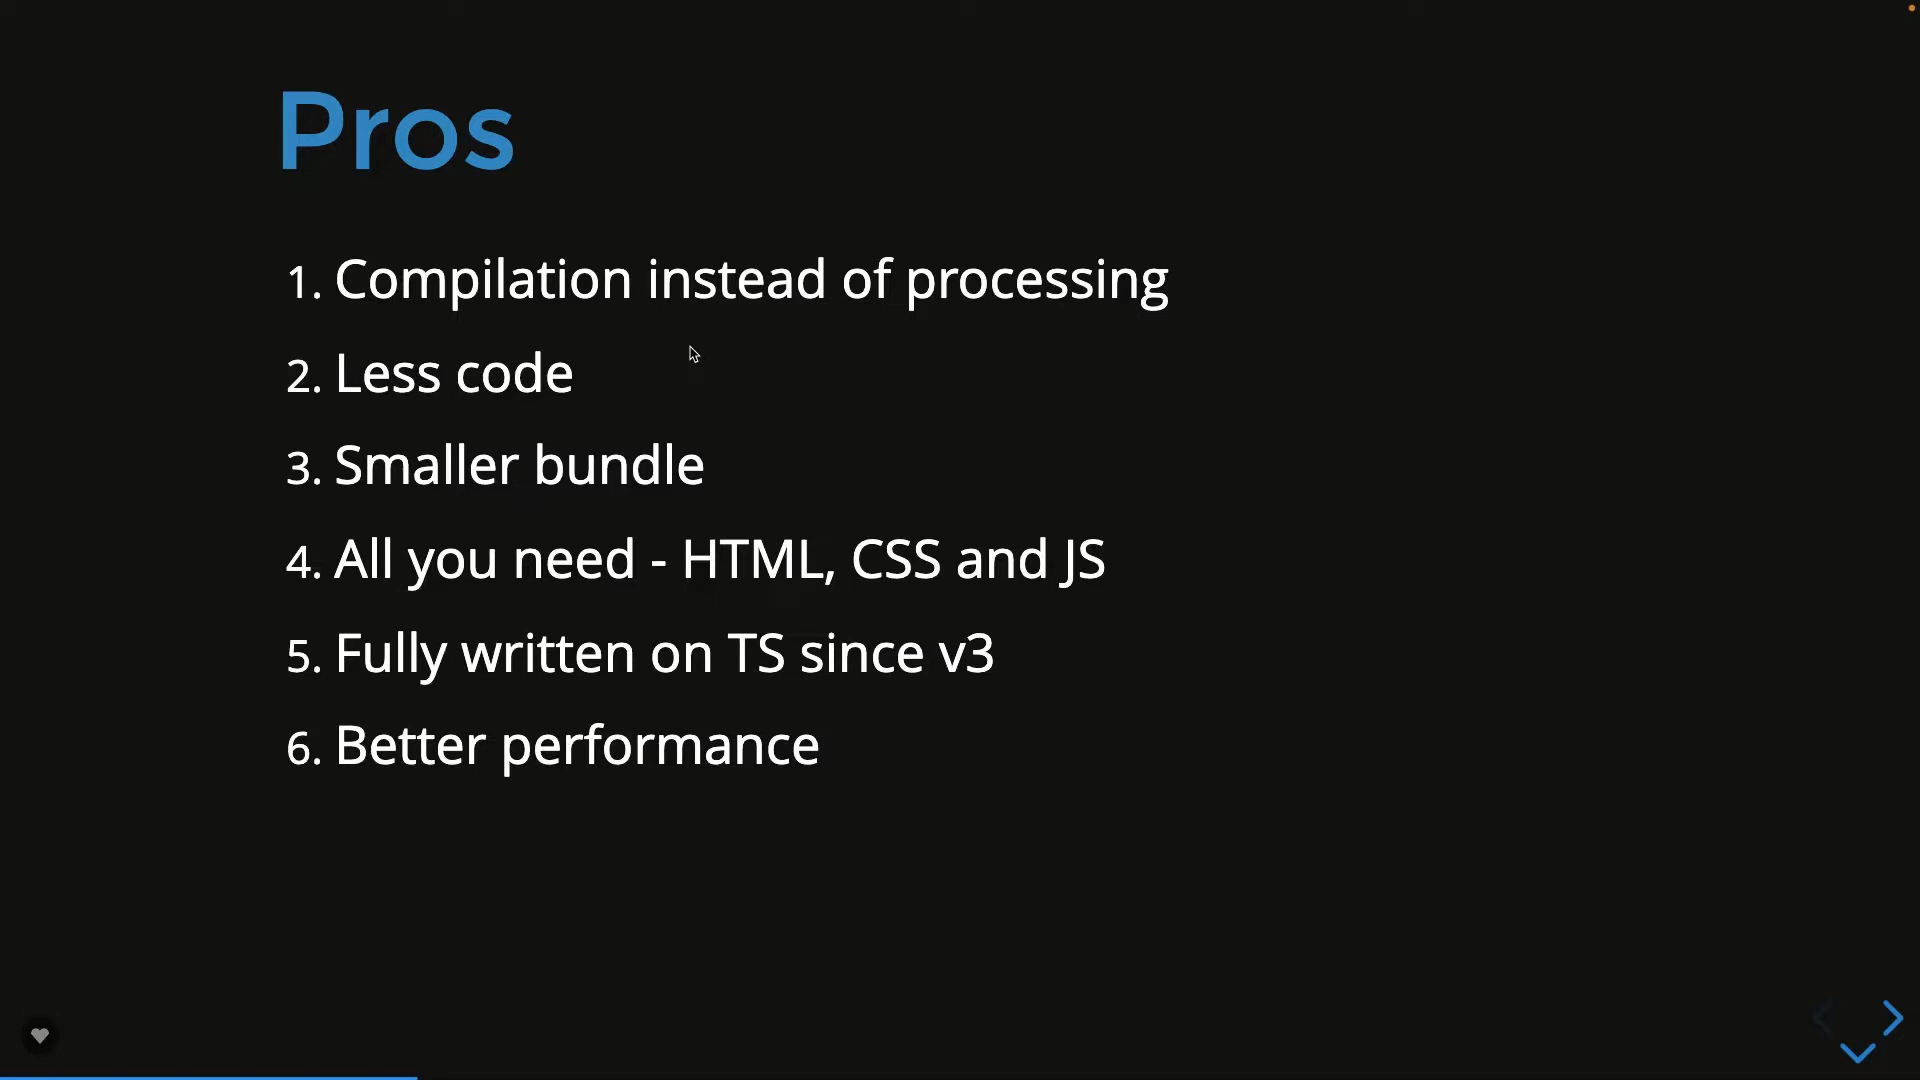 Pros
1. Compilation instead of processing
2. Less code
3. Smaller bundle
4. All you need - HTML, CSS and JS
5. Fully written on TS since v3
6. Better performance